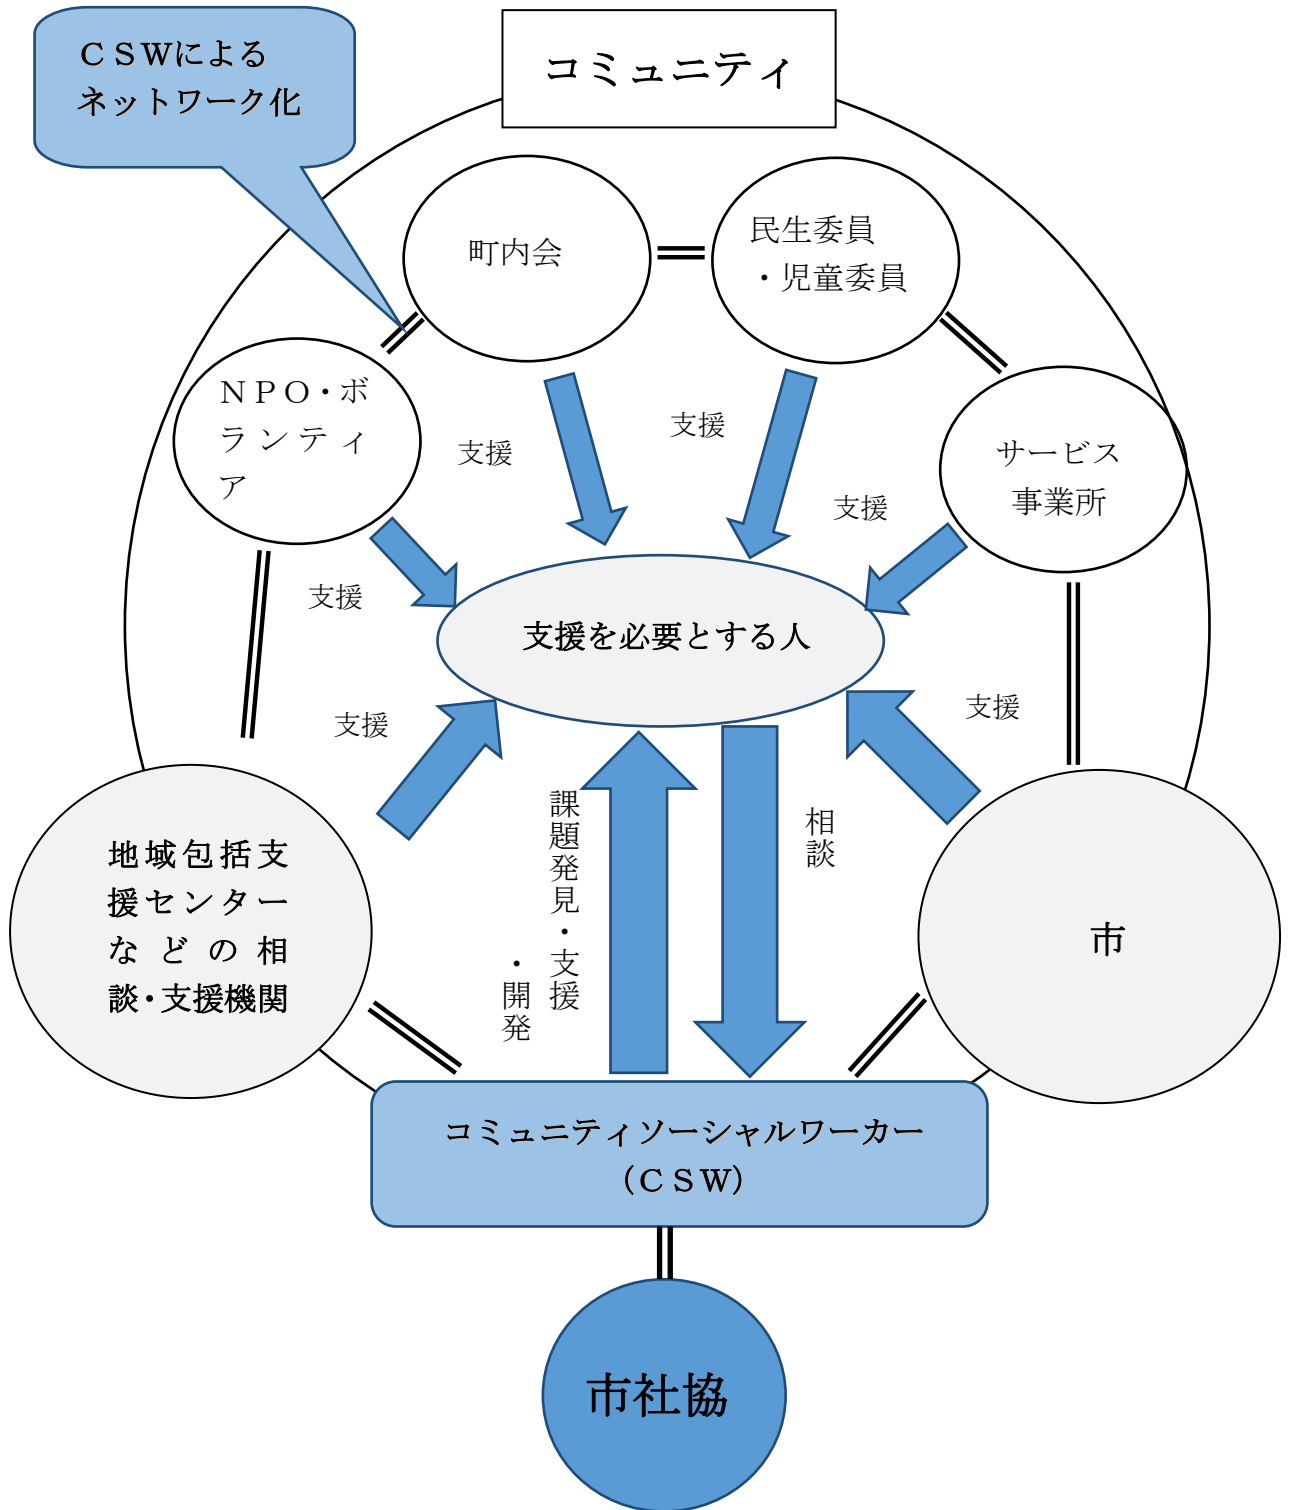 ＣＳＷによる
ネットワーク化
コミュニティ
町内会
民生委員
・児童委員
ＮＰＯ・ボ
ランティ
ア
サービス
事業所
支援
支援
支援
支援
支援を必要とする人
支援
支援
課題発見・支援
・開発
相談
地域包括支
援センター
などの相
談・支援機関
市
コミュニティソーシャルワーカー
（ＣＳＷ）
市社協